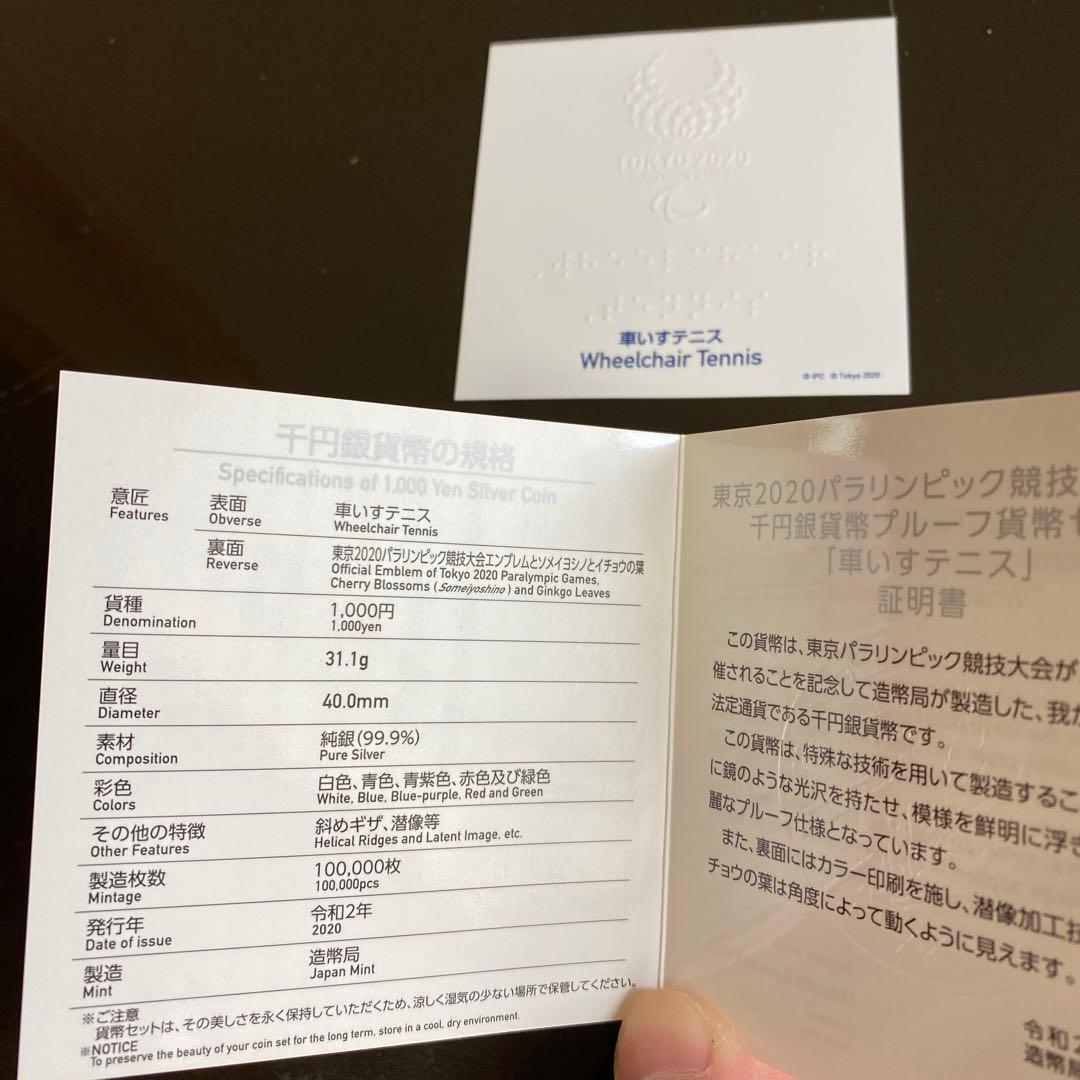 TOKYO 2020
車いすテニス
Wheelchair Tennis
© IPC © Tokyo 2020
千円銀貨幣の規格
Specifications of 1,000 Yen Silver Coin
意匠
Features
表面
Obverse
車いすテニス
Wheelchair Tennis
裏面
Reverse
東京2020パラリンピック競技大会エンブレムとソメイヨシノとイチョウの葉
Official Emblem of Tokyo 2020 Paralympic Games,
Cherry Blossoms (Someiyoshino) and Ginkgo Leaves
貨種
Denomination
1,000円
1,000yen
量目
Weight
31.1g
直径
Diameter
40.0mm
素材
Composition
純銀(99.9%)
Pure Silver
彩色
Colors
白色、青色、青紫色、赤色及び緑色
White, Blue, Blue-purple, Red and Green
その他の特徴
Other Features
斜めギザ、潜像等
Helical Ridges and Latent Image, etc.
製造枚数
Mintage
100,000枚
100,000pcs
発行年
Date of issue
令和2年
2020
製造
Mint
造幣局
Japan Mint
※ご注意
貨幣セットは、その美しさを永く保持していただくため、涼しく湿気の少ない場所で保管してください。
※NOTICE
To preserve the beauty of your coin set for the long term, store in a cool, dry environment.
東京2020パラリンピック競技
千円銀貨幣プルーフ貨幣セ
「車いすテニス」
証明書
この貨幣は、東京パラリンピック競技大会が
催されることを記念して造幣局が製造した、我が
法定通貨である千円銀貨幣です。
この貨幣は、特殊な技術を用いて製造するこ
に鏡のような光沢を持たせ、模様を鮮明に浮き
麗なプルーフ仕様となっています。
また、裏面にはカラー印刷を施し、潜像加工技
チョウの葉は角度によって動くように見えます。
令和2
造幣局